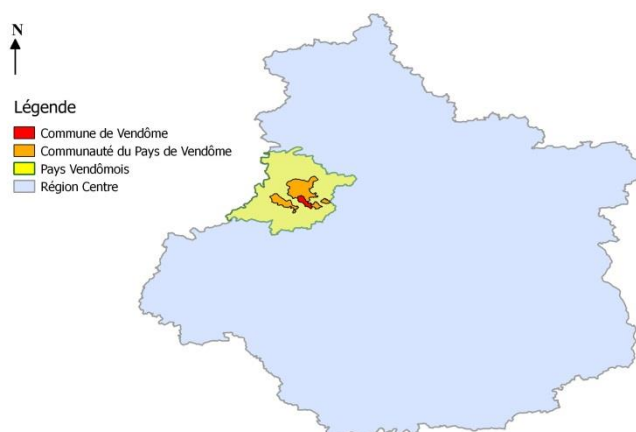 N
Légende
Commune de Vendôme
Communauté du Pays de Vendôme
Pays Vendômois
Région Centre